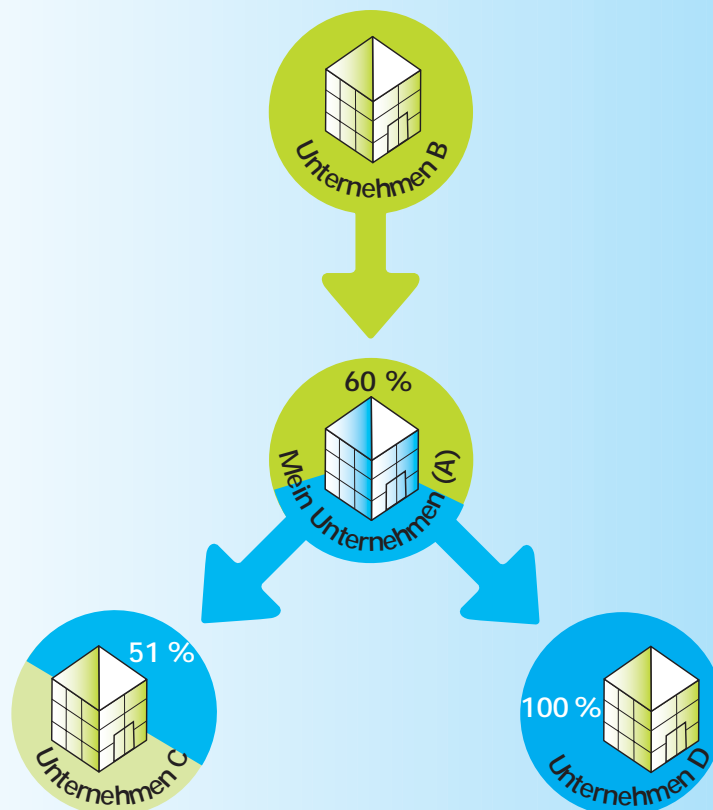 Unternehmen B
60 %
Mein Unternehmen (A)
51 %
Unternehmen C
100 %
Unternehmen D